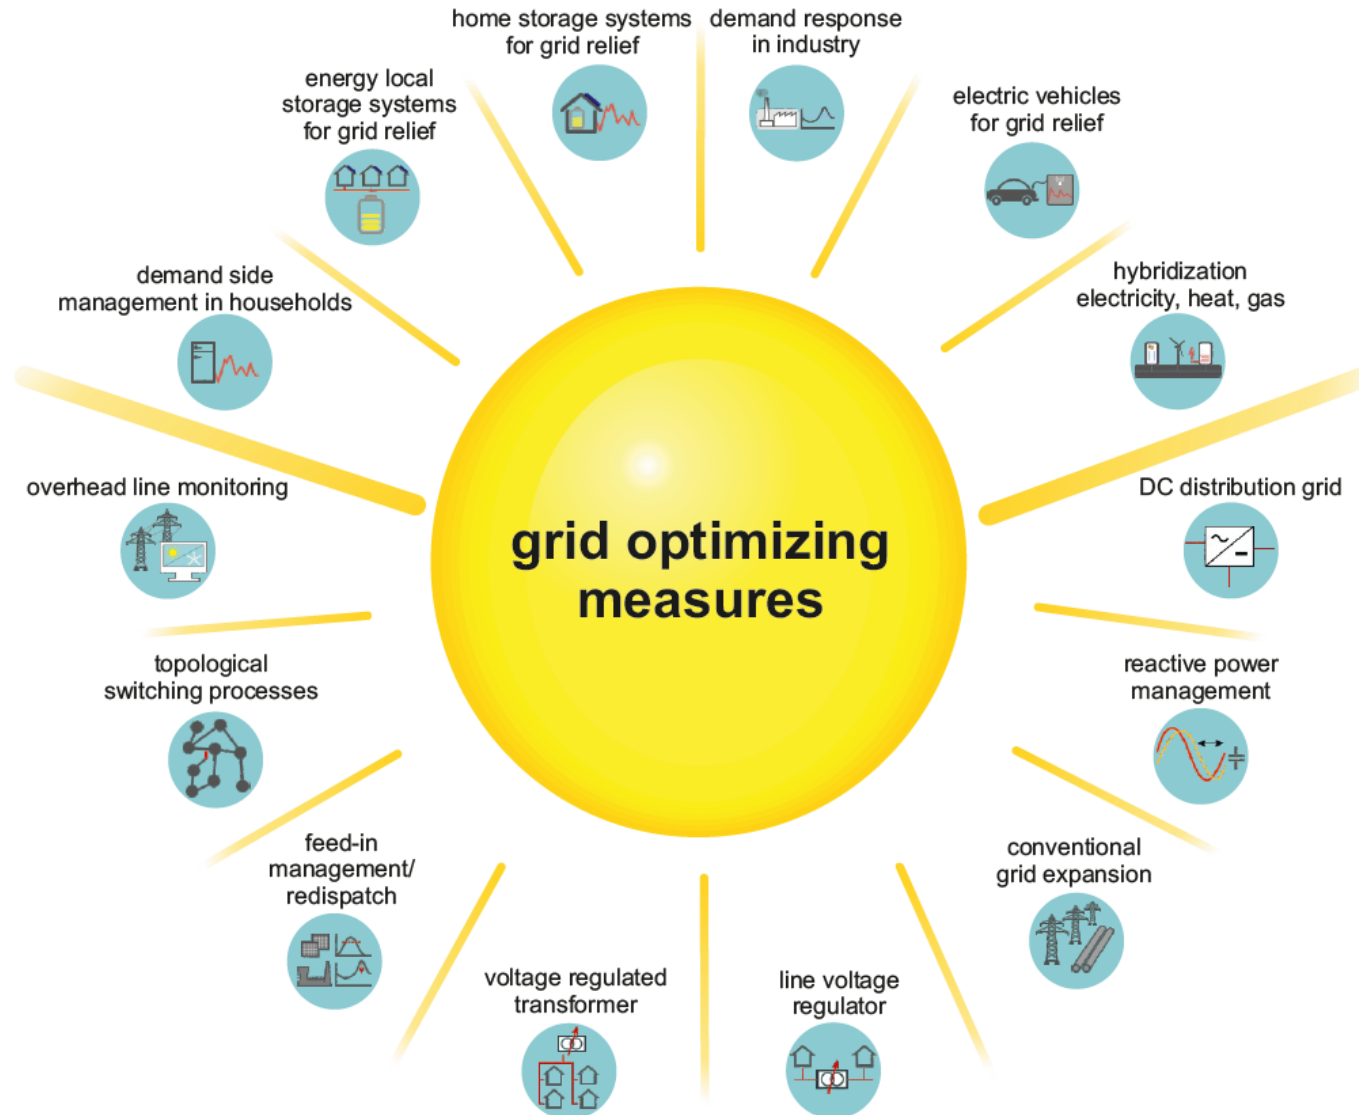 home storage systems
for grid relief
demand response
in industry
energy local
storage systems
for grid relief
electric vehicles
for grid relief
demand side
management in households
hybridization
electricity, heat, gas
overhead line monitoring
DC distribution grid
grid optimizing
measures
topological
switching processes
reactive power
management
feed-in
management/
redispatch
conventional
grid expansion
voltage regulated
transformer
line voltage
regulator